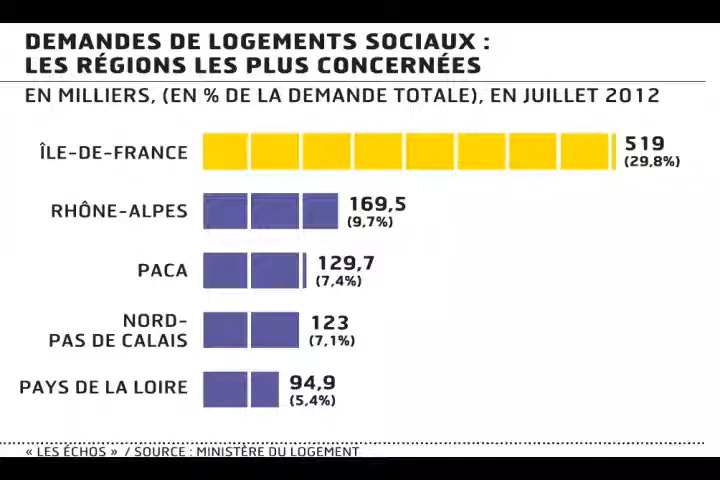 DEMANDES DE LOGEMENTS SOCIAUX :
LES RÉGIONS LES PLUS CONCERNÉES
EN MILLIERS, (EN % DE LA DEMANDE TOTALE), EN JUILLET 2012
ÎLE-DE-FRANCE
519
(29,8%)
RHÔNE-ALPES
169,5
(9,7%)
PACA
129,7
(7,4%)
NORD-
PAS DE CALAIS
123
(7,1%)
PAYS DE LA LOIRE
94,9
(5,4%)
« LES ÉCHOS » / SOURCE : MINISTÈRE DU LOGEMENT